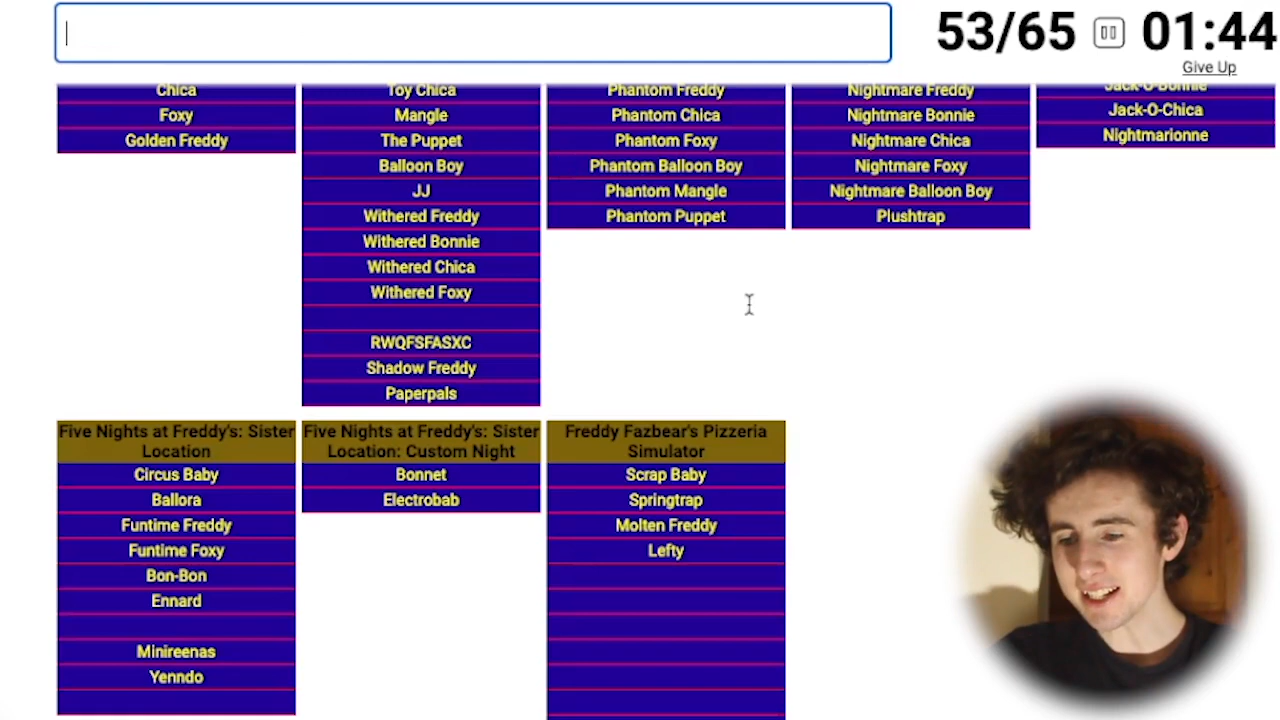 53/65
01:44
Give Up
Chica
Foxy
Golden Freddy
Toy Chica
Mangle
The Puppet
Balloon Boy
JJ
Withered Freddy
Withered Bonnie
Withered Chica
Withered Foxy
RWQFSFASXC
Shadow Freddy
Paperpals
Phantom Freddy
Phantom Chica
Phantom Foxy
Phantom Balloon Boy
Phantom Mangle
Phantom Puppet
Nightmare Freddy
Nightmare Bonnie
Nightmare Chica
Nightmare Foxy
Nightmare Balloon Boy
Plushtrap
Jack-O-Bonnie
Jack-O-Chica
Nightmarionne
Five Nights at Freddy's: Sister
Location
Circus Baby
Ballora
Funtime Freddy
Funtime Foxy
Bon-Bon
Ennard
Minireenas
Yenndo
Five Nights at Freddy's: Sister
Location: Custom Night
Bonnet
Electrobab
Freddy Fazbear's Pizzeria
Simulator
Scrap Baby
Springtrap
Molten Freddy
Lefty